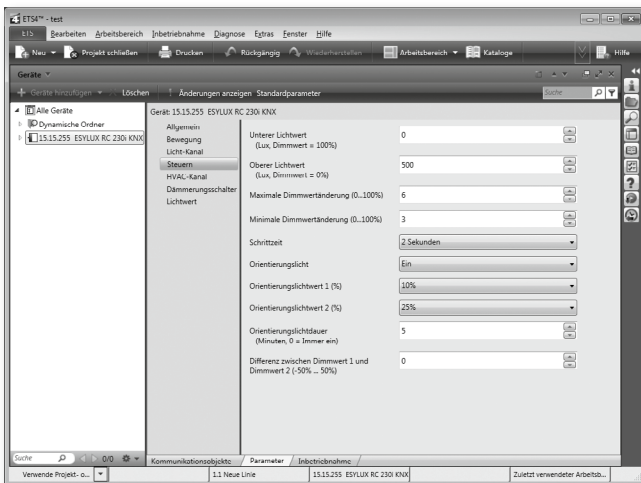 ETS4™ - test
ETS Bearbeiten Arbeitsbereich Inbetriebnahme Diagnose Extras Fenster Hilfe
Neu Projekt schließen Drucken Rückgängig Wiederherstellen Arbeitsbereich Kataloge Hilfe
Geräte
Geräte hinzufügen Löschen Änderungen anzeigen Standardparameter Suche
Alle Geräte
Dynamische Ordner
15.15.255 ESYLUX RC 230i KNX
Gerät: 15.15.255 ESYLUX RC 230i KNX
Allgemein
Bewegung
Licht-Kanal
Steuern
HVAC-Kanal
Dämmerungsschalter
Lichtwert
Unterer Lichtwert 0
(Lux, Dimmwert = 100%)
Oberer Lichtwert 500
(Lux, Dimmwert = 0%)
Maximale Dimmwertänderung (0...100%) 6
Minimale Dimmwertänderung (0...100%) 3
Schrittzeit 2 Sekunden
Orientierungslicht Ein
Orientierungslichtwert 1 (%) 10%
Orientierungslichtwert 2 (%) 25%
Orientierungslichtdauer 5
(Minuten, 0 = Immer ein)
Differenz zwischen Dimmwert 1 und 0
Dimmwert 2 (-50% ... 50%)
Suche 0/0 Kommunikationsobjekte Parameter Inbetriebnahme
Verwende Projekt- o... 1.1 Neue Linie 15.15.255 ESYLUX RC 230i KNX Zuletzt verwendeter Arbeitsb...